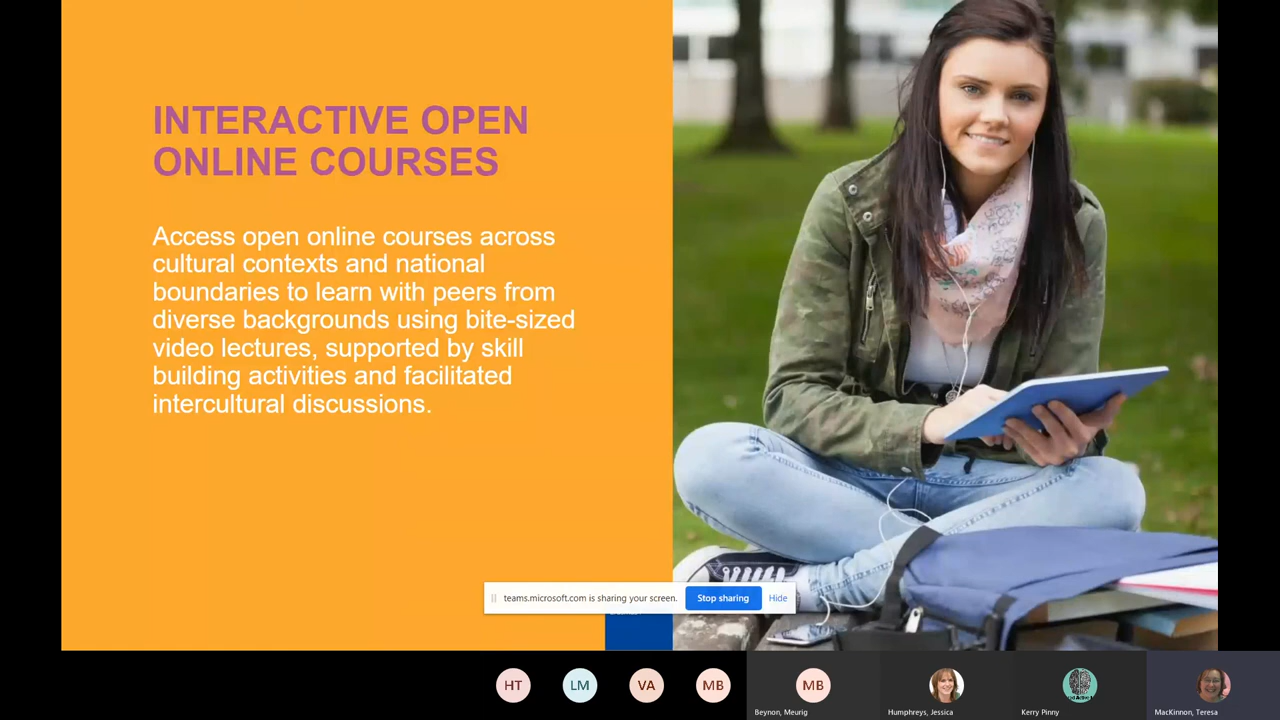 INTERACTIVE OPEN
ONLINE COURSES
Access open online courses across
cultural contexts and national
boundaries to learn with peers from
diverse backgrounds using bite-sized
video lectures, supported by skill
building activities and facilitated
intercultural discussions.
teams.microsoft.com is sharing your screen.
Stop sharing
Hide
HT
LM
VA
MB
MB
Beynon, Meurig
Humphreys, Jessica
Kerry Pinny
MacKinnon, Teresa